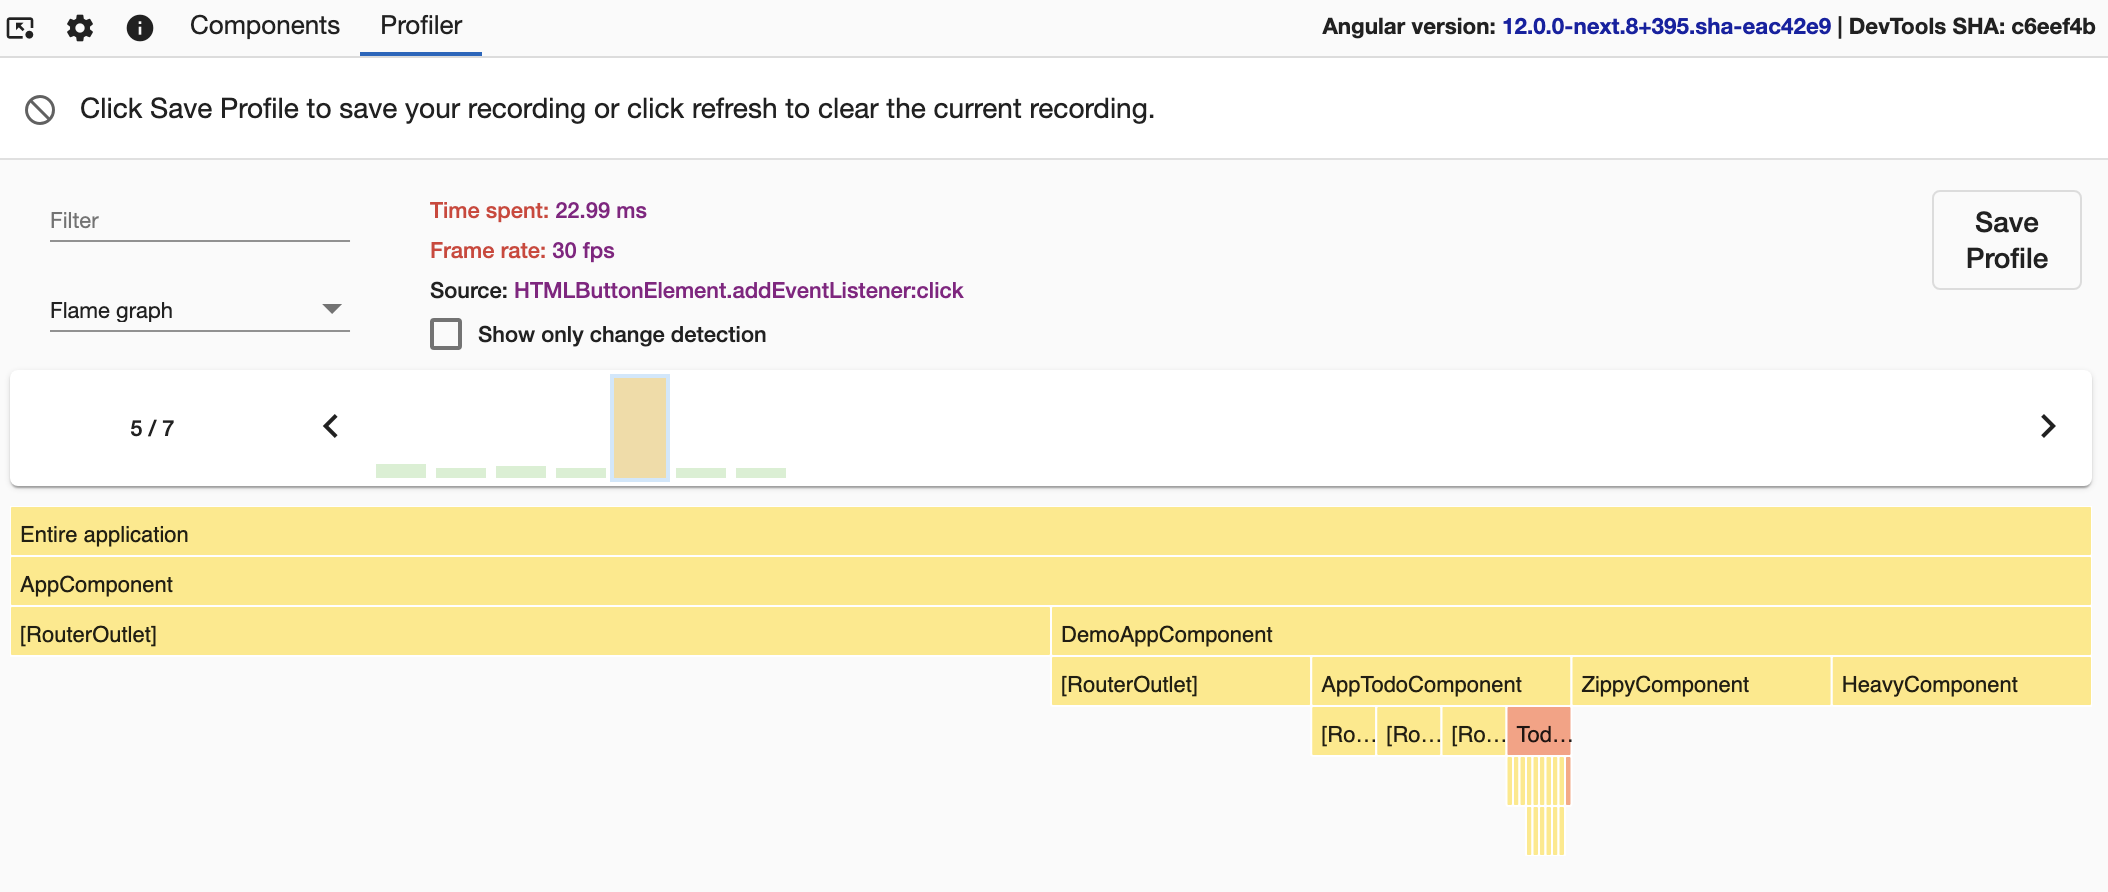 Components Profiler Angular version: 12.0.0-next.8+395.sha-eac42e9 | DevTools SHA: c6eef4b
Click Save Profile to save your recording or click refresh to clear the current recording.
Filter
Flame graph
Time spent: 22.99 ms
Frame rate: 30 fps
Source: HTMLButtonElement.addEventListener:click
Show only change detection
Save
Profile
5 / 7
Entire application
AppComponent
[RouterOutlet] DemoAppComponent
[RouterOutlet] AppTodoComponent ZippyComponent HeavyComponent
[Ro... [Ro... [Ro... Tod...